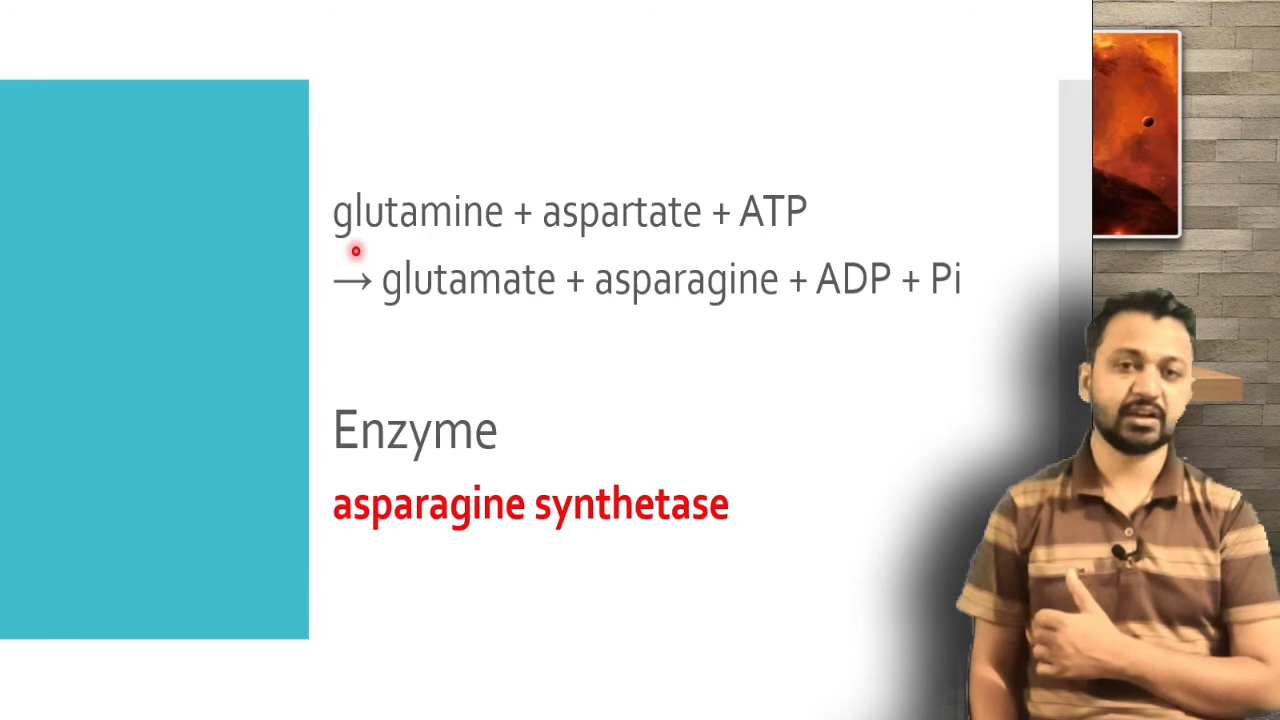 glutamine + aspartate + ATP
→ glutamate + asparagine + ADP + Pi
Enzyme
asparagine synthetase